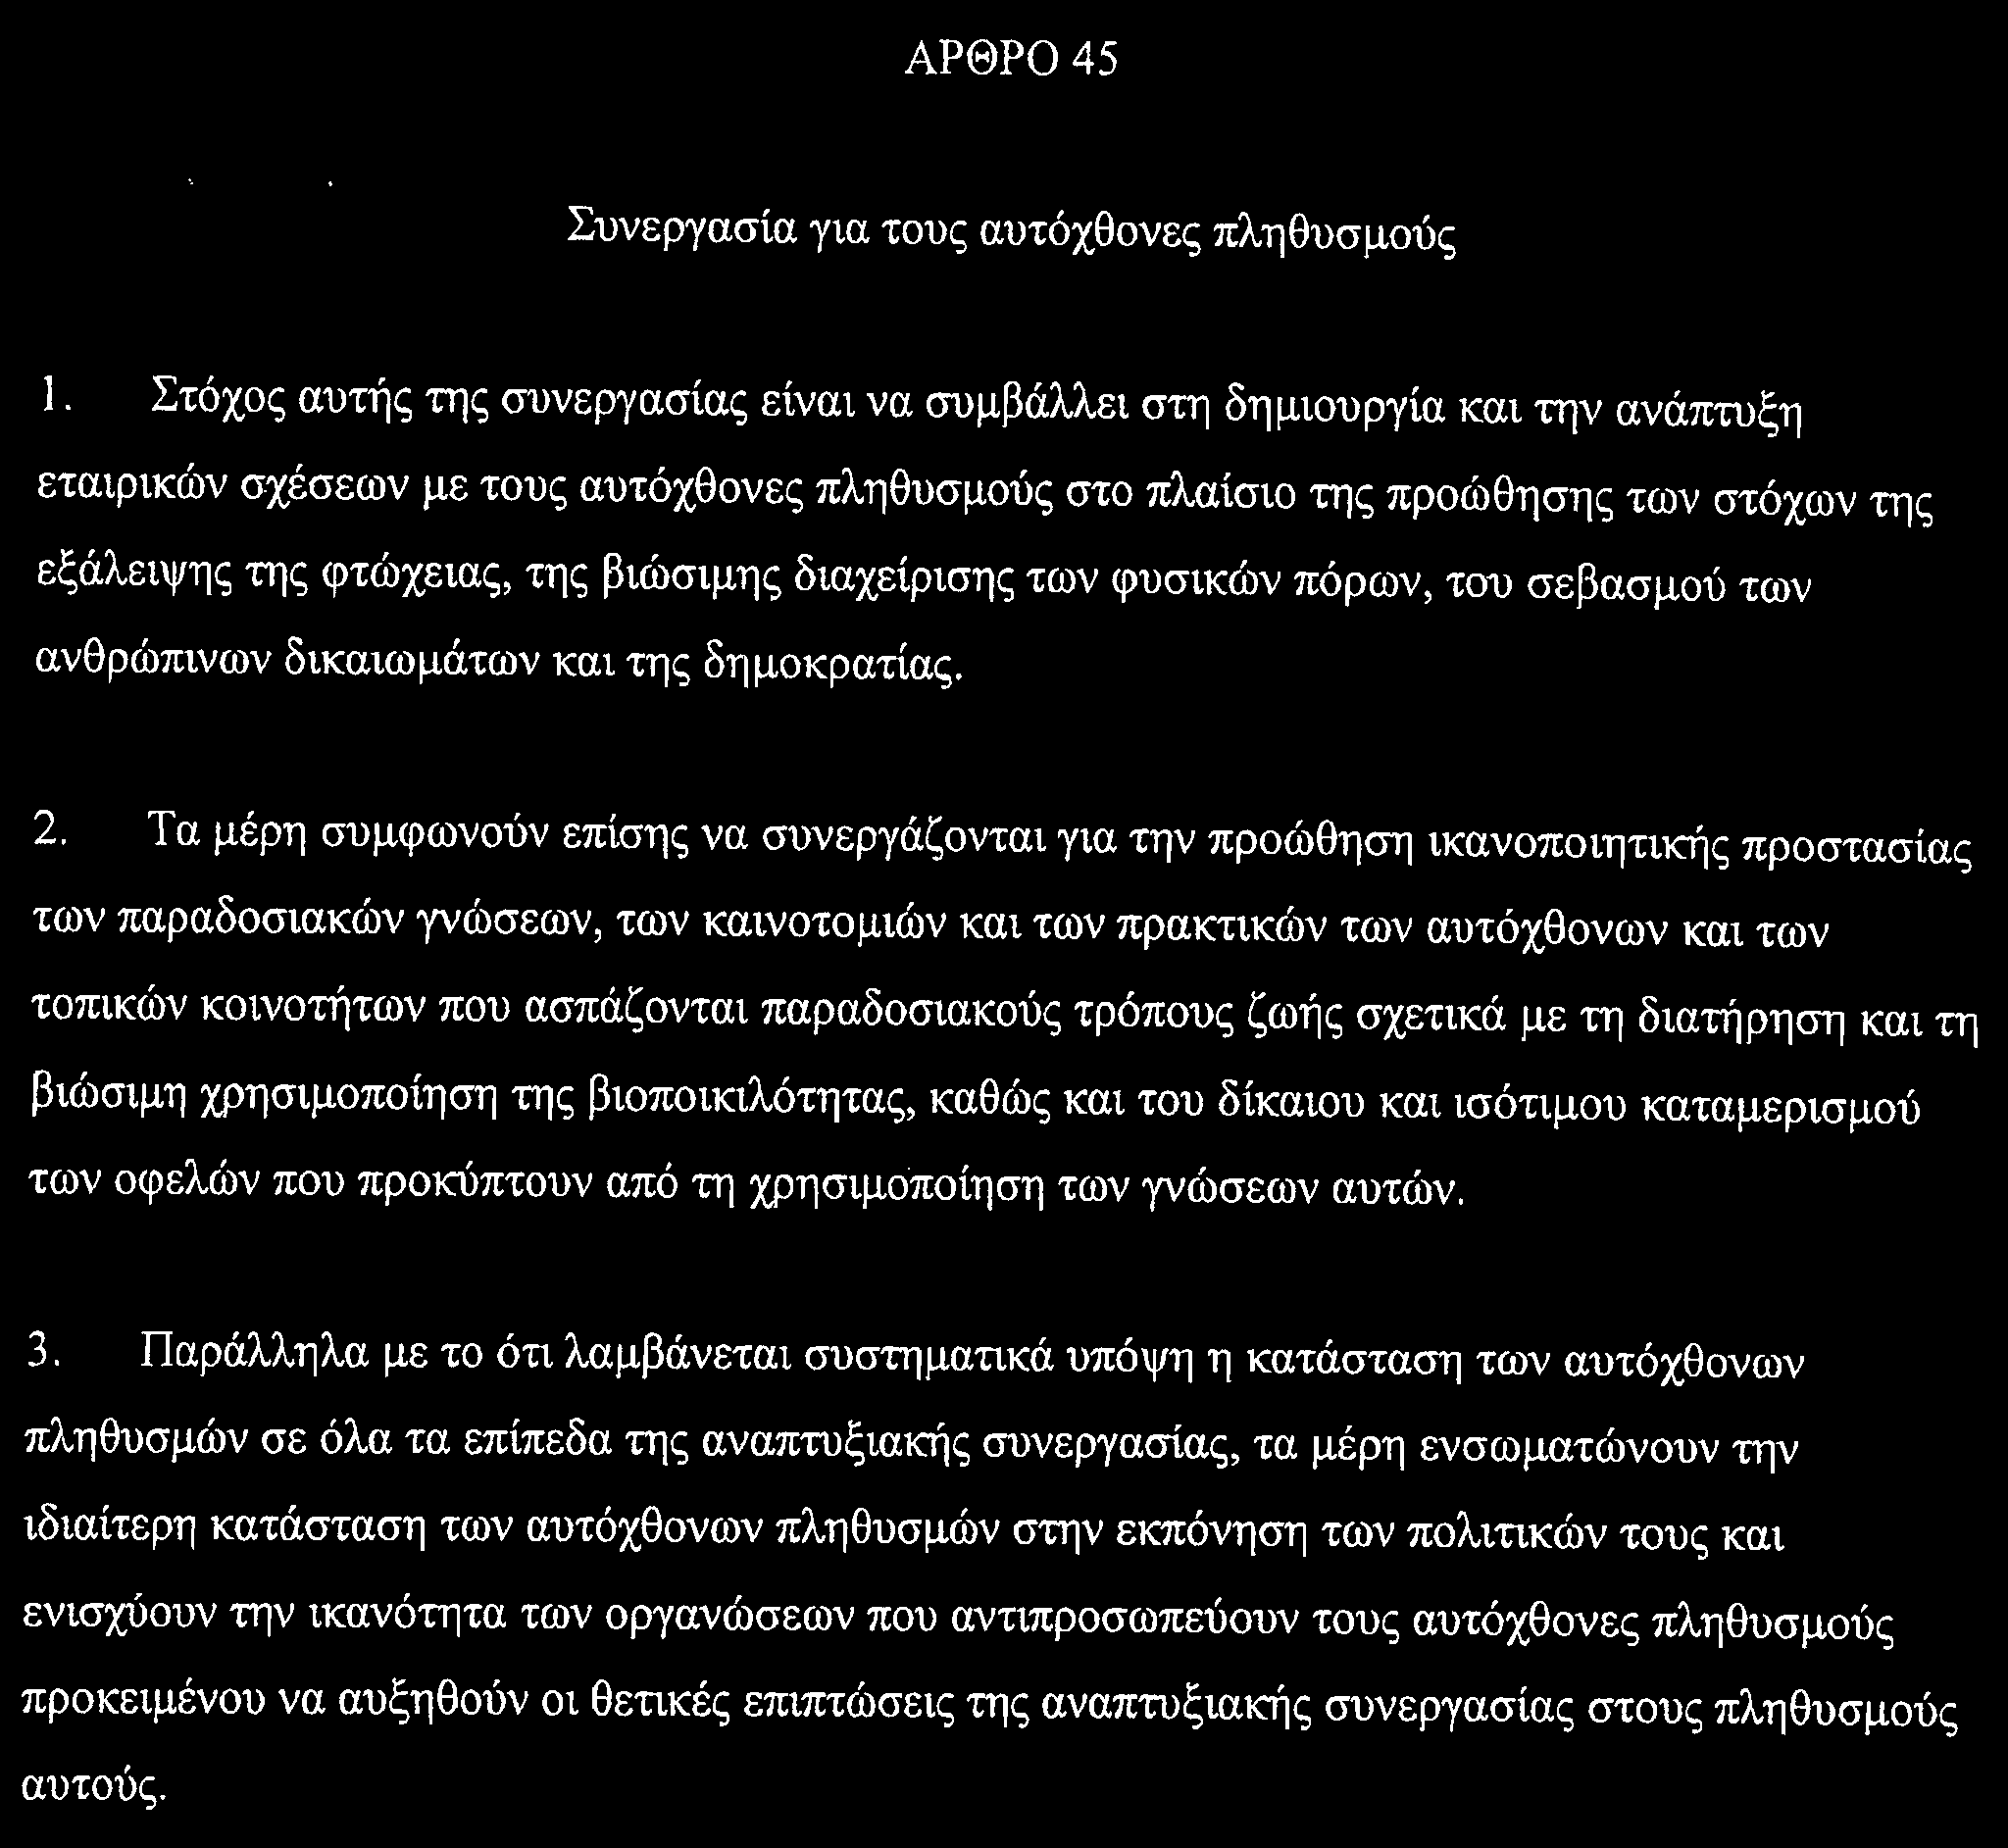 ΑΡΘΡΟ 45
Συνεργασία για τους αυτόχθονες πληθυσμούς
1. Στόχος αυτής της συνεργασίας είναι να συμβάλλει στη δημιουργία και την ανάπτυξη
εταιρικών σχέσεων με τους αυτόχθονες πληθυσμούς στο πλαίσιο της προώθησης των στόχων της
εξάλειψης της φτώχειας, της βιώσιμης διαχείρισης των φυσικών πόρων, του σεβασμού των
ανθρώπινων δικαιωμάτων και της δημοκρατίας.
2. Τα μέρη συμφωνούν επίσης να συνεργάζονται για την προώθηση ικανοποιητικής προστασίας
των παραδοσιακών γνώσεων, των καινοτομιών και των πρακτικών των αυτόχθονων και των
τοπικών κοινοτήτων που ασπάζονται παραδοσιακούς τρόπους ζωής σχετικά με τη διατήρηση και τη
βιώσιμη χρησιμοποίηση της βιοποικιλότητας, καθώς και του δίκαιου και ισότιμου καταμερισμού
των οφελών που προκύπτουν από τη χρησιμοποίηση των γνώσεων αυτών.
3. Παράλληλα με το ότι λαμβάνεται συστηματικά υπόψη η κατάσταση των αυτόχθονων
πληθυσμών σε όλα τα επίπεδα της αναπτυξιακής συνεργασίας, τα μέρη ενσωματώνουν την
ιδιαίτερη κατάσταση των αυτόχθονων πληθυσμών στην εκπόνηση των πολιτικών τους και
ενισχύουν την ικανότητα των οργανώσεων που αντιπροσωπεύουν τους αυτόχθονες πληθυσμούς
προκειμένου να αυξηθούν οι θετικές επιπτώσεις της αναπτυξιακής συνεργασίας στους πληθυσμούς
αυτούς.